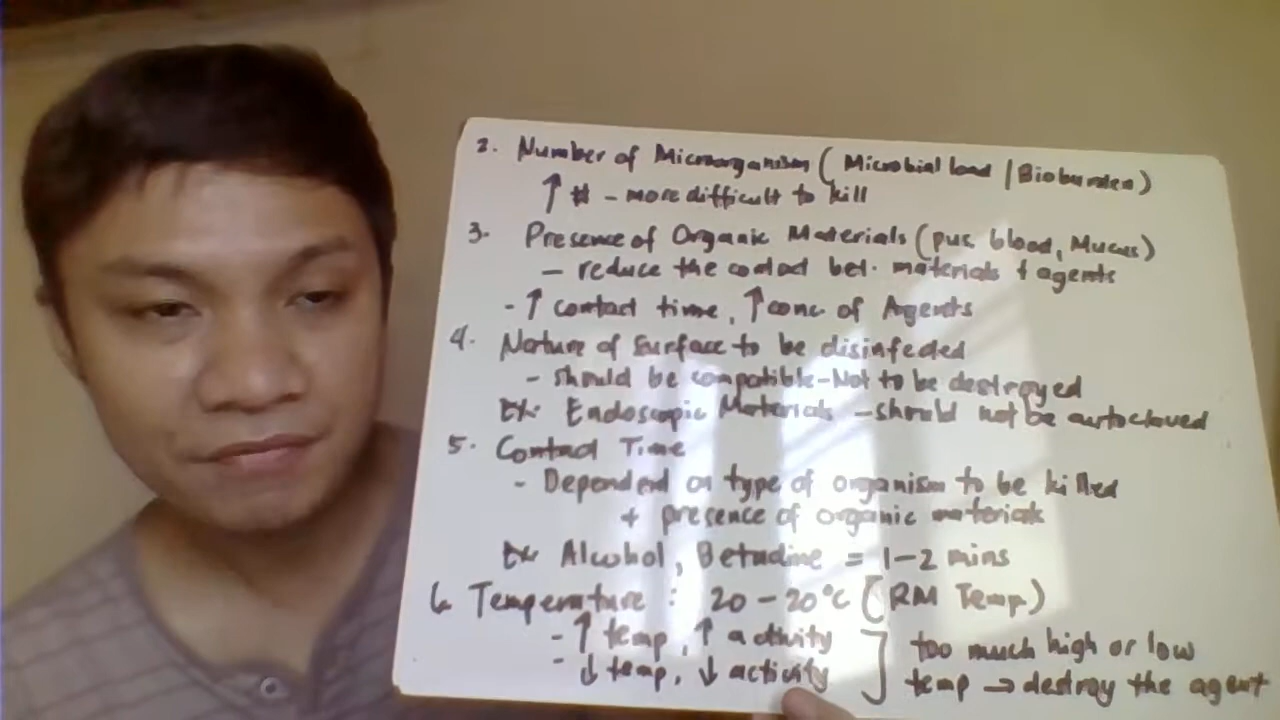 2. Number of Microorganism (Microbial load / Bioburden)
↑ # - more difficult to kill
3. Presence of Organic Materials (pus, blood, Mucus)
- reduce the contact bet. materials + agents
- ↑ contact time, ↑ conc of Agents
4. Nature of Surface to be disinfected
- should be compatible - Not to be destroyed
Ex: Endoscopic Materials - should not be autoclaved
5. Contact Time
- Dependent on type of organism to be killed
+ presence of organic materials
Ex: Alcohol, Betadine = 1-2 mins
6. Temperature : 20 - 20°C (RM Temp)
- ↑ temp, ↑ activity ] too much high or low
- ↓ temp, ↓ activity ] temp → destroy the agent